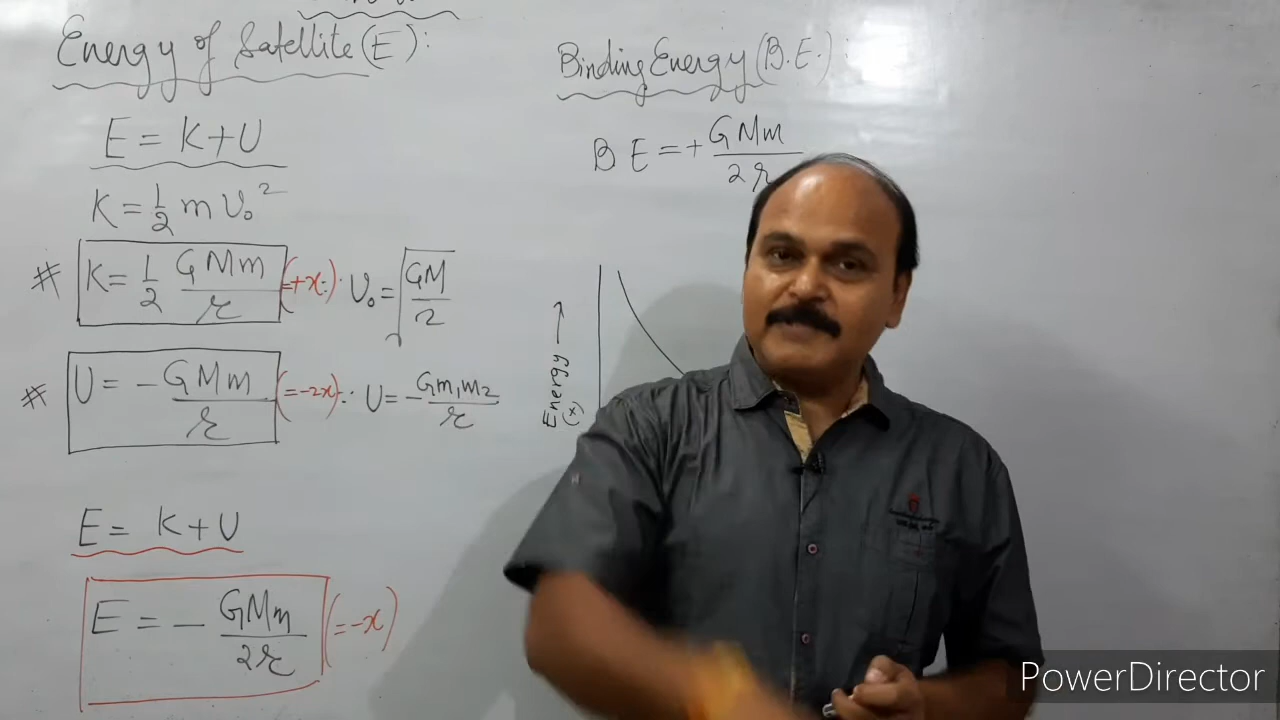 Energy of Satellite (E):
E = K+U
K = 1/2 m v₀²
# K = 1/2 GMm/r (=+x) ∵ v₀ = √GM/r
* U = - GMm/r (=-2x) ∵ U = - Gm₁m₂/r
E = K+U
E = - GMm/2r (=-x)
Binding Energy (B.E.):
B E = + GMm/2r
Energy →
(x)
PowerDirector